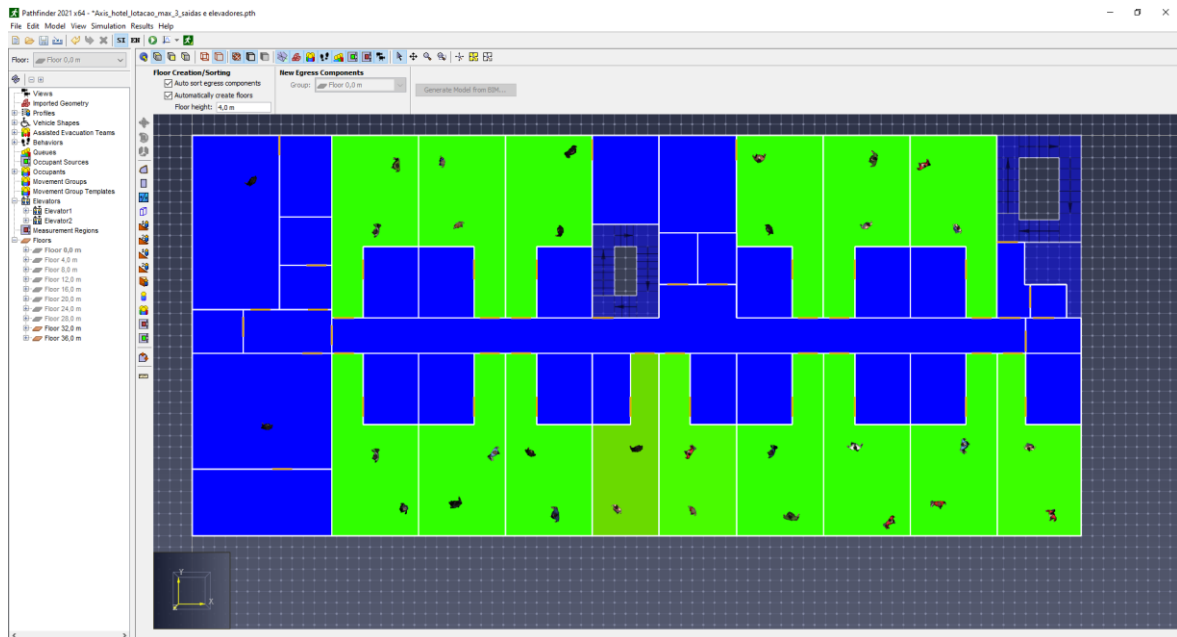 Pathfinder 2021 x64 - "Axis_hotel_lotacao_max_3_saidas e elevadores.pth
File Edit Model View Simulation Results Help
Floor: Floor 0,0 m
Floor Creation/Sorting
Auto sort egress components
Automatically create floors
Floor height: 4,0 m
New Egress Components
Group: Floor 0,0 m
Generate Model from BIM...
Views
Imported Geometry
Profiles
Vehicle Shapes
Assisted Evacuation Teams
Behaviors
Queues
Occupant Sources
Occupants
Movement Groups
Movement Group Templates
Elevators
Elevator1
Elevator2
Measurement Regions
Floors
Floor 0,0 m
Floor 4,0 m
Floor 8,0 m
Floor 12,0 m
Floor 16,0 m
Floor 20,0 m
Floor 24,0 m
Floor 28,0 m
Floor 32,0 m
Floor 36,0 m
Y
X